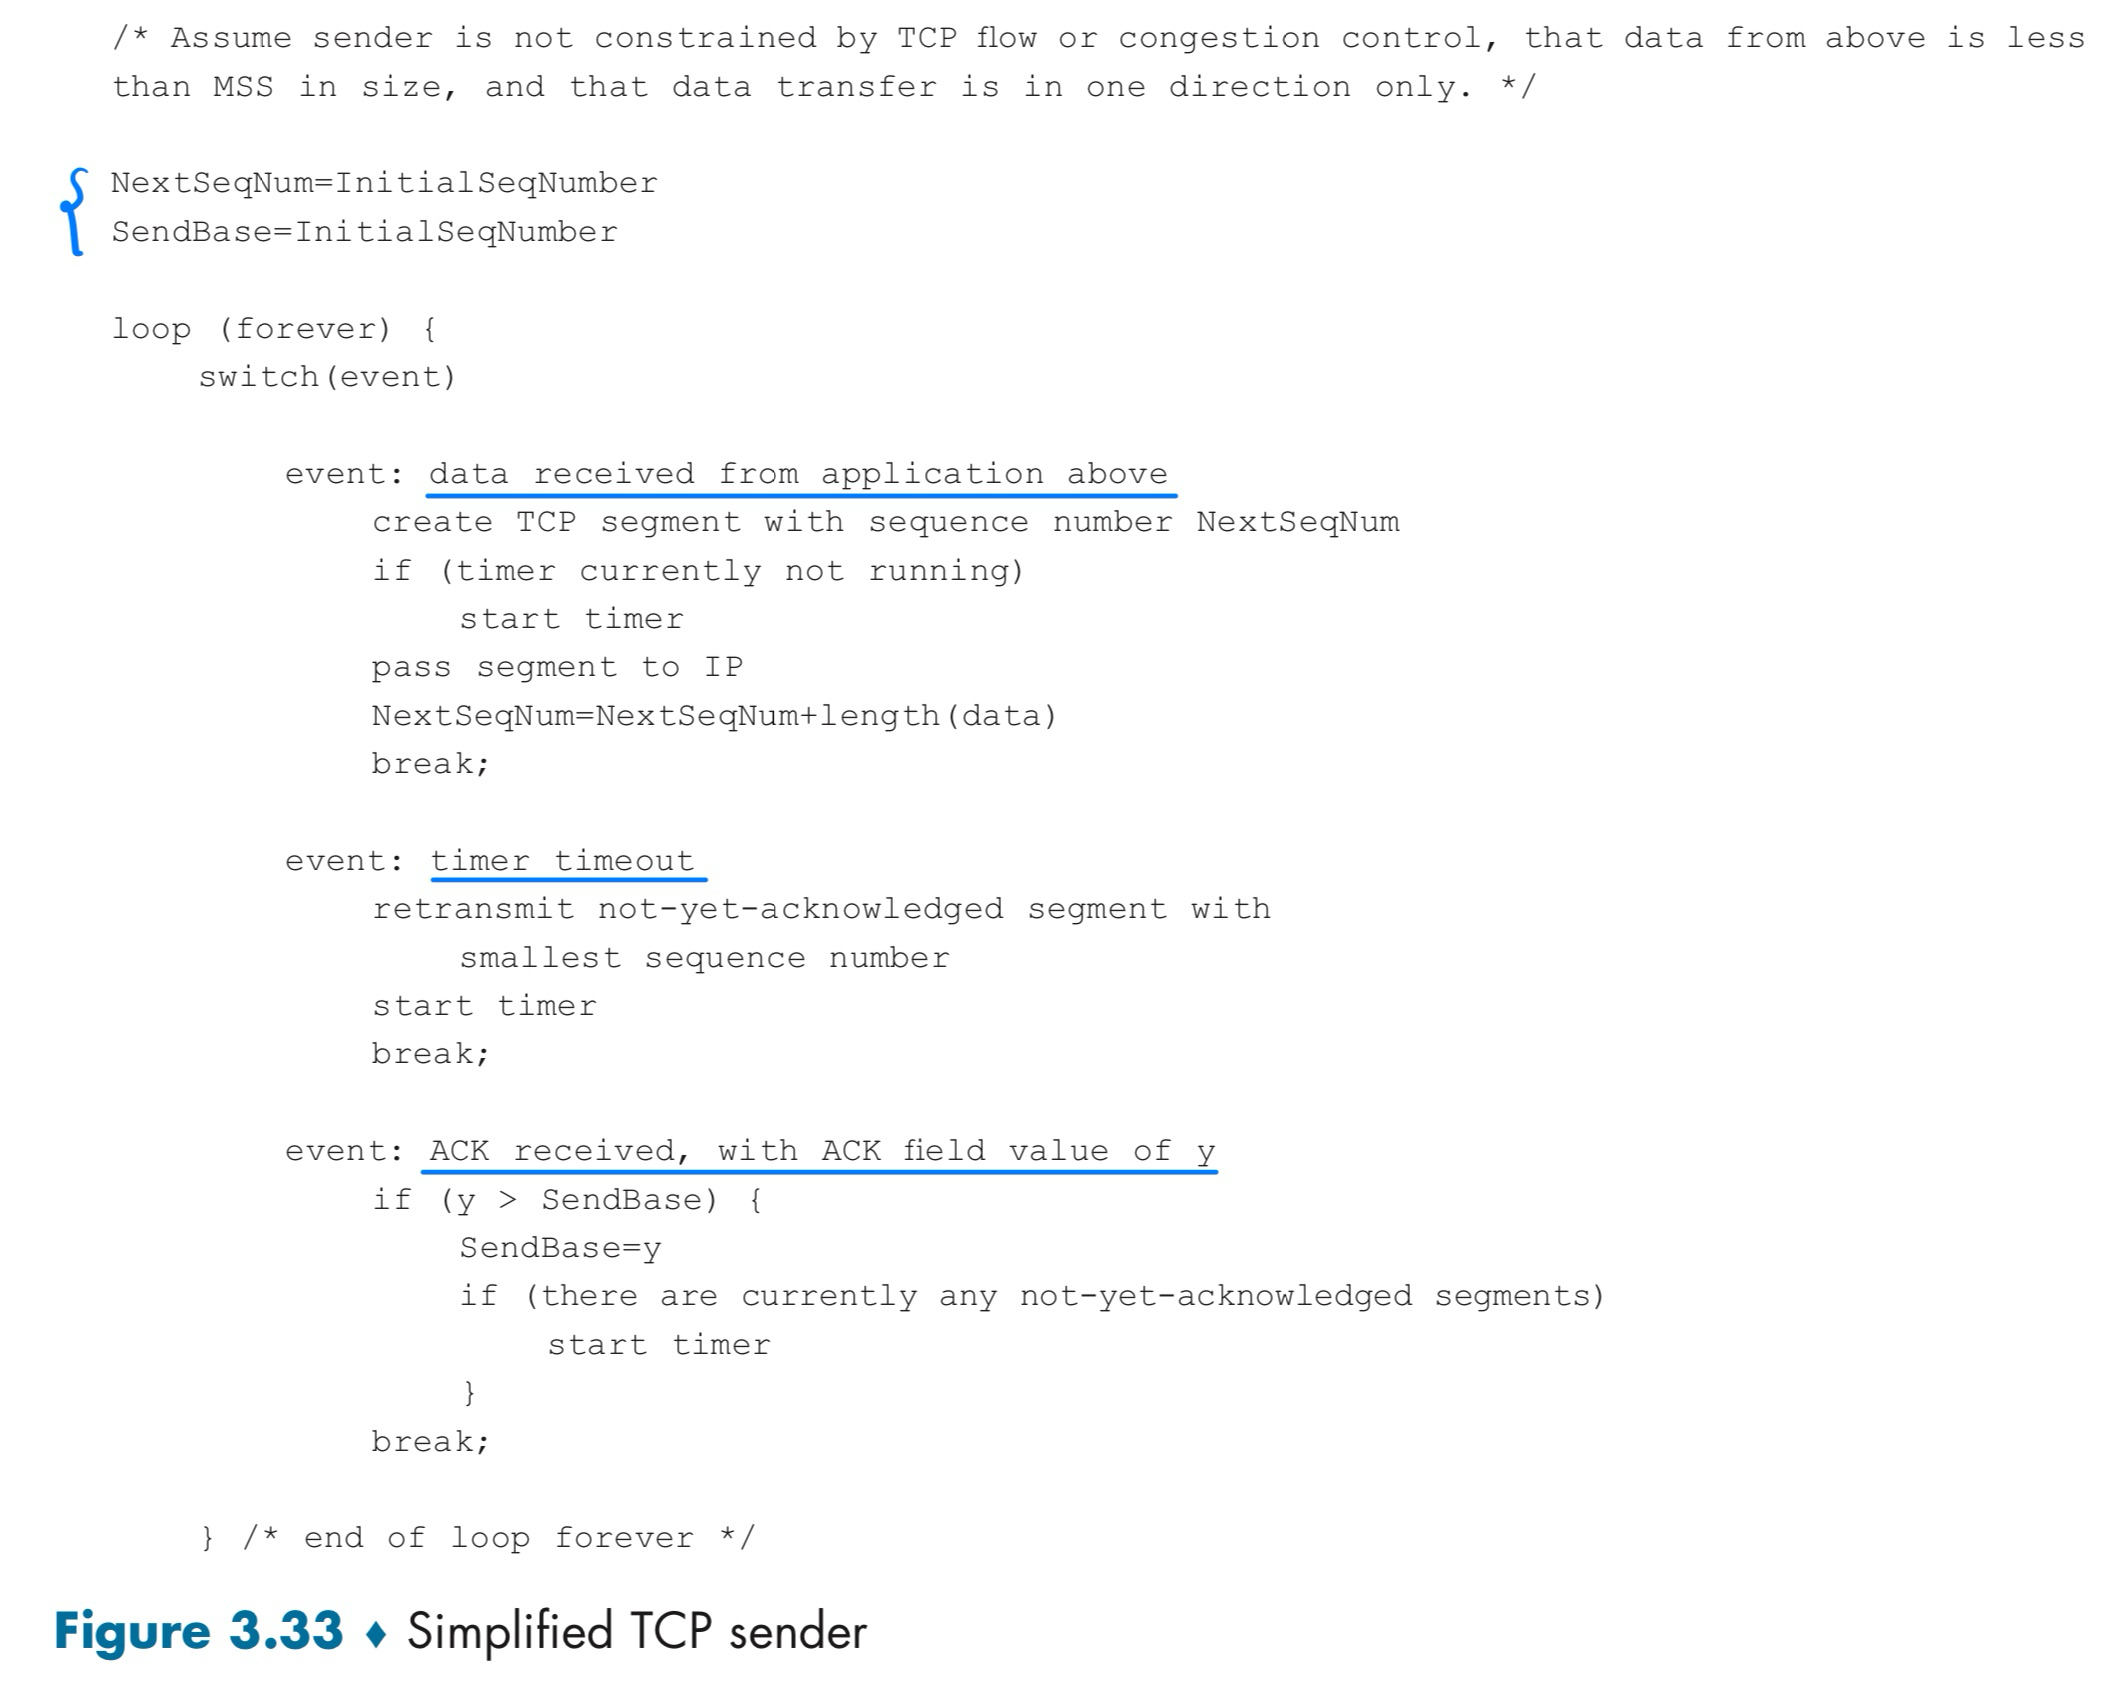 /* Assume sender is not constrained by TCP flow or congestion control, that data from above is less
than MSS in size, and that data transfer is in one direction only. */
NextSeqNum=InitialSeqNumber
SendBase=InitialSeqNumber
loop (forever) {
switch(event)
event: data received from application above
create TCP segment with sequence number NextSeqNum
if (timer currently not running)
start timer
pass segment to IP
NextSeqNum=NextSeqNum+length(data)
break;
event: timer timeout
retransmit not-yet-acknowledged segment with
smallest sequence number
start timer
break;
event: ACK received, with ACK field value of y
if (y > SendBase) {
SendBase=y
if (there are currently any not-yet-acknowledged segments)
start timer
}
break;
} /* end of loop forever */
Figure 3.33 ♦ Simplified TCP sender